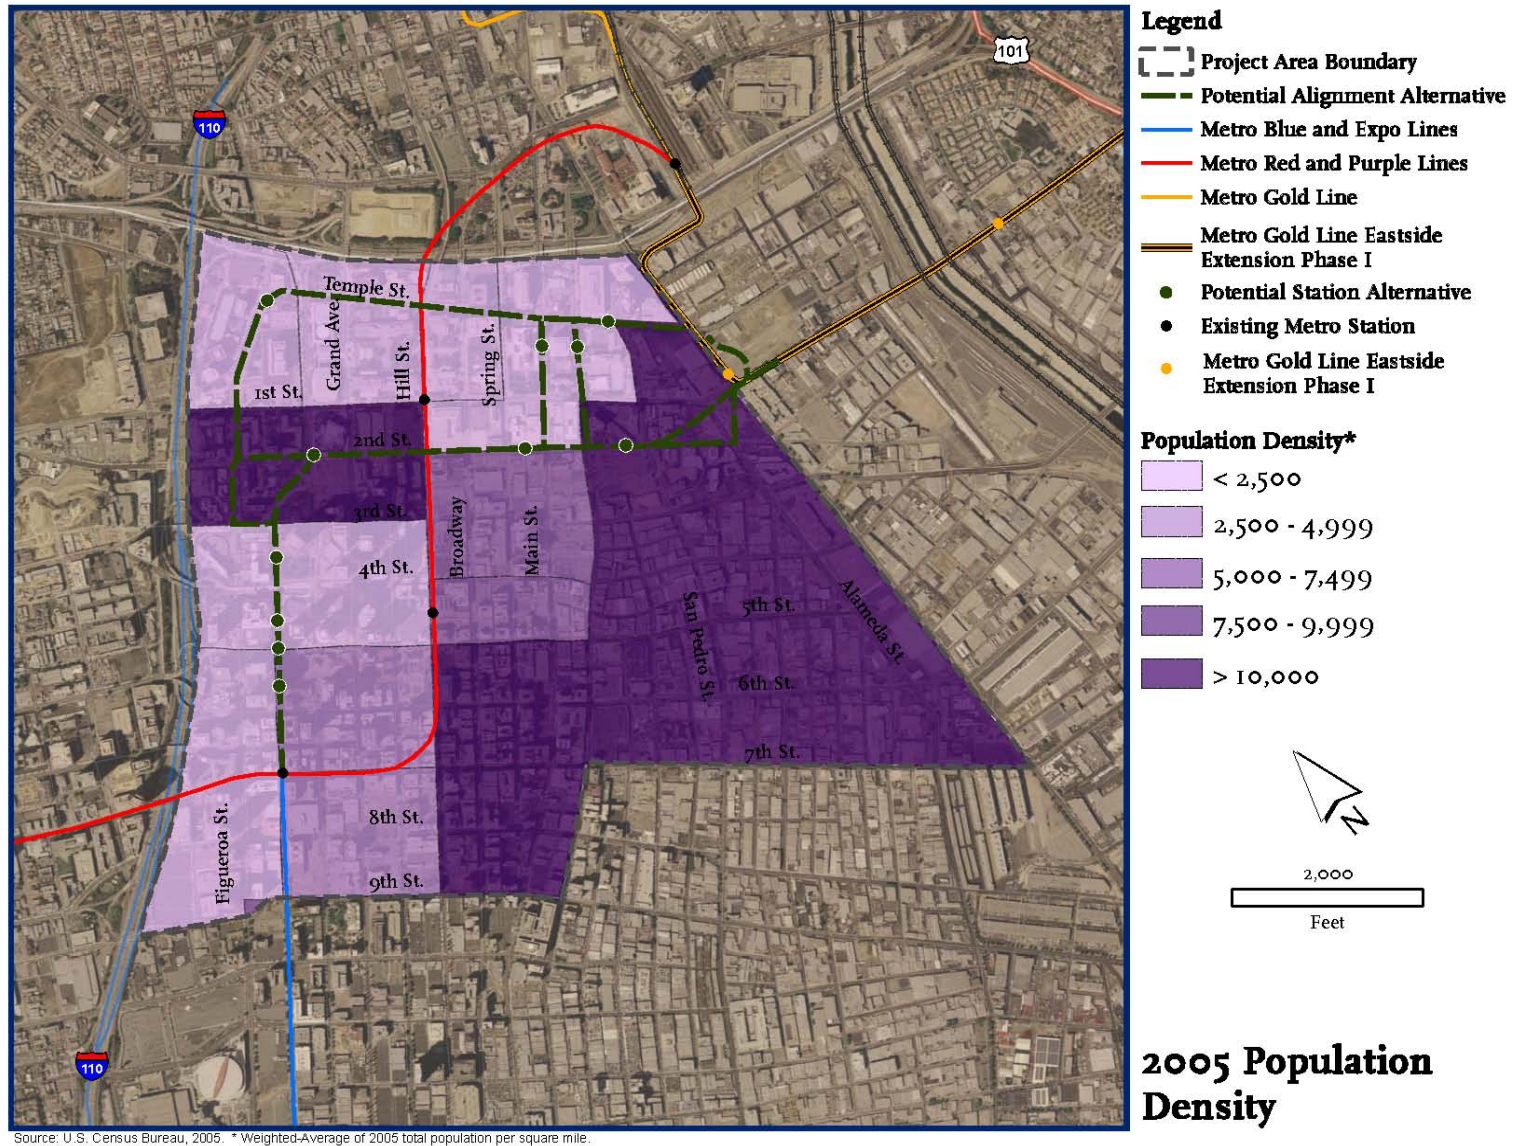 Legend
Project Area Boundary
Potential Alignment Alternative
Metro Blue and Expo Lines
Metro Red and Purple Lines
Metro Gold Line
Metro Gold Line Eastside
Extension Phase I
Potential Station Alternative
Existing Metro Station
Metro Gold Line Eastside
Extension Phase I
Population Density*
< 2,500
2,500 - 4,999
5,000 - 7,499
7,500 - 9,999
> 10,000
N
2,000
Feet
2005 Population
Density
101
110
Temple St.
Grand Ave.
Hill St.
Spring St.
1st St.
2nd St.
3rd St.
Broadway
Main St.
4th St.
5th St.
San Pedro St.
Alameda St.
6th St.
7th St.
8th St.
Figueroa St.
9th St.
110
Source: U.S. Census Bureau, 2005. * Weighted-Average of 2005 total population per square mile.